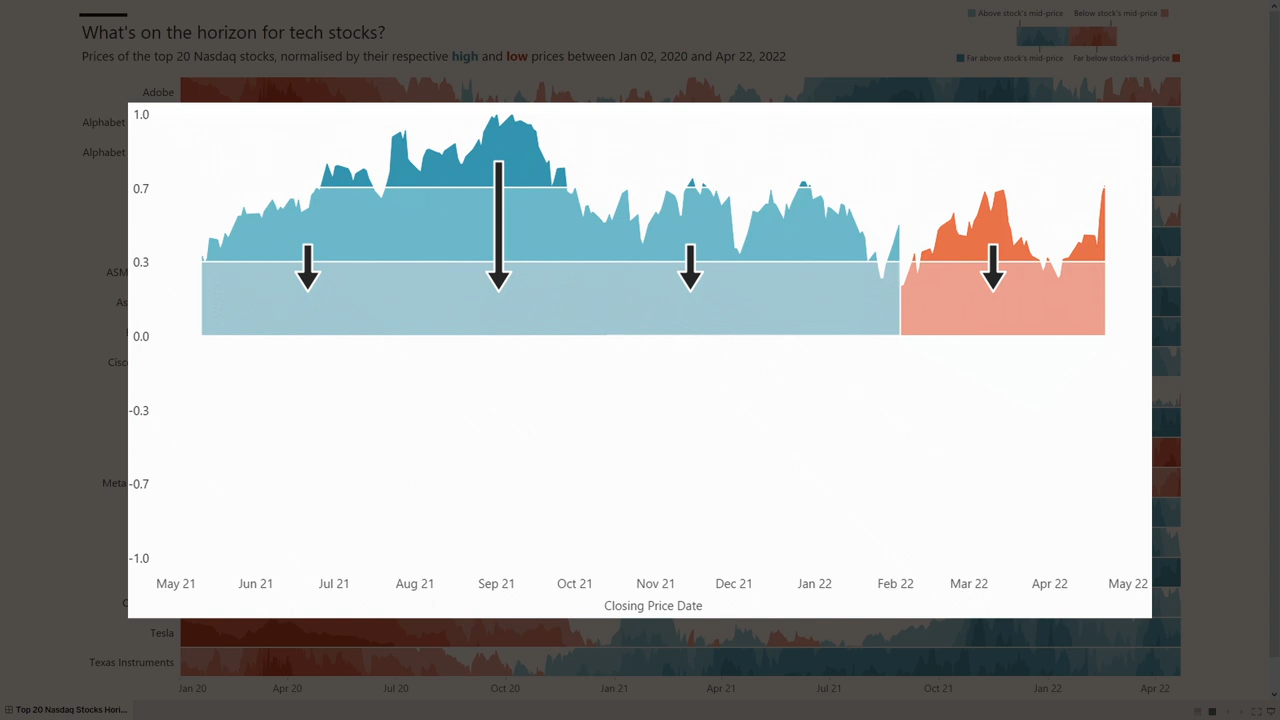 What's on the horizon for tech stocks?
Prices of the top 20 Nasdaq stocks, normalised by their respective high and low prices between Jan 02, 2020 and Apr 22, 2022
Above stock's mid-price Below stock's mid-price
Far above stock's mid-price Far below stock's mid-price
Adobe
Alphabet
Alphabet
ASM
As
Cisco
Meta
C
Tesla
Texas Instruments
1.0
0.7
0.3
0.0
-0.3
-0.7
-1.0
May 21 Jun 21 Jul 21 Aug 21 Sep 21 Oct 21 Nov 21 Dec 21 Jan 22 Feb 22 Mar 22 Apr 22 May 22
Closing Price Date
Jan 20 Apr 20 Jul 20 Oct 20 Jan 21 Apr 21 Jul 21 Oct 21 Jan 22 Apr 22
Top 20 Nasdaq Stocks Hori...